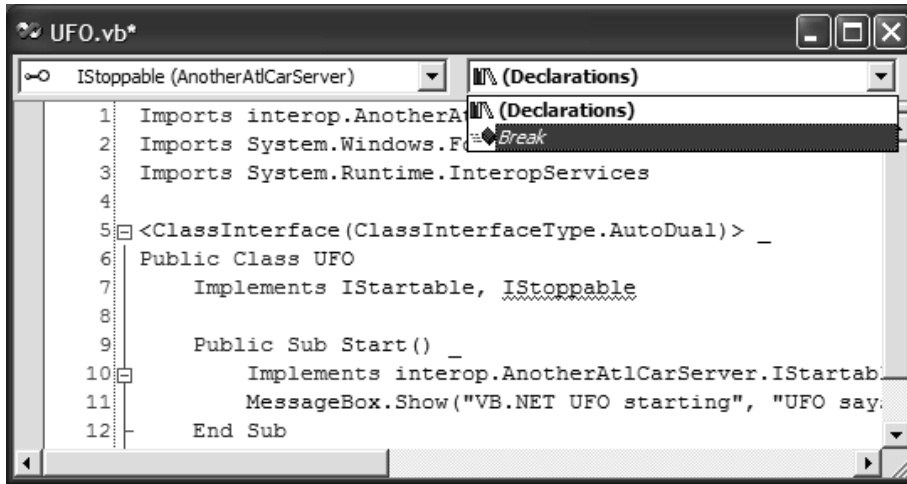 UFO.vb*
IStoppable (AnotherAtlCarServer) (Declarations)
(Declarations)
Break
1 Imports interop.AnotherA
2 Imports System.Windows.Fo
3 Imports System.Runtime.InteropServices
4
5 <ClassInterface(ClassInterfaceType.AutoDual)> _
6 Public Class UFO
7 Implements IStartable, IStoppable
8
9 Public Sub Start() _
10 Implements interop.AnotherAtlCarServer.IStartabl
11 MessageBox.Show("VB.NET UFO starting", "UFO say
12 End Sub